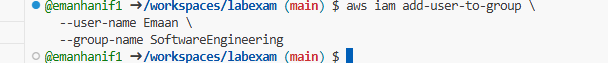 @emanhanif1 →/workspaces/labexam (main) $ aws iam add-user-to-group \
--user-name Emaan \
--group-name SoftwareEngineering
@emanhanif1 →/workspaces/labexam (main) $